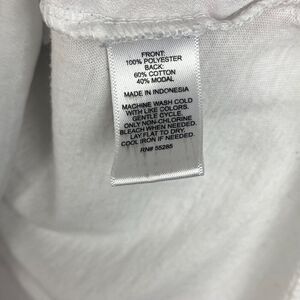 FRONT:
100% POLYESTER
BACK:
60% COTTON
40% MODAL
MADE IN INDONESIA
MACHINE WASH COLD
WITH LIKE COLORS.
GENTLE CYCLE.
ONLY NON-CHLORINE
BLEACH WHEN NEEDED.
LAY FLAT TO DRY.
COOL IRON IF NEEDED.
RN# 55285